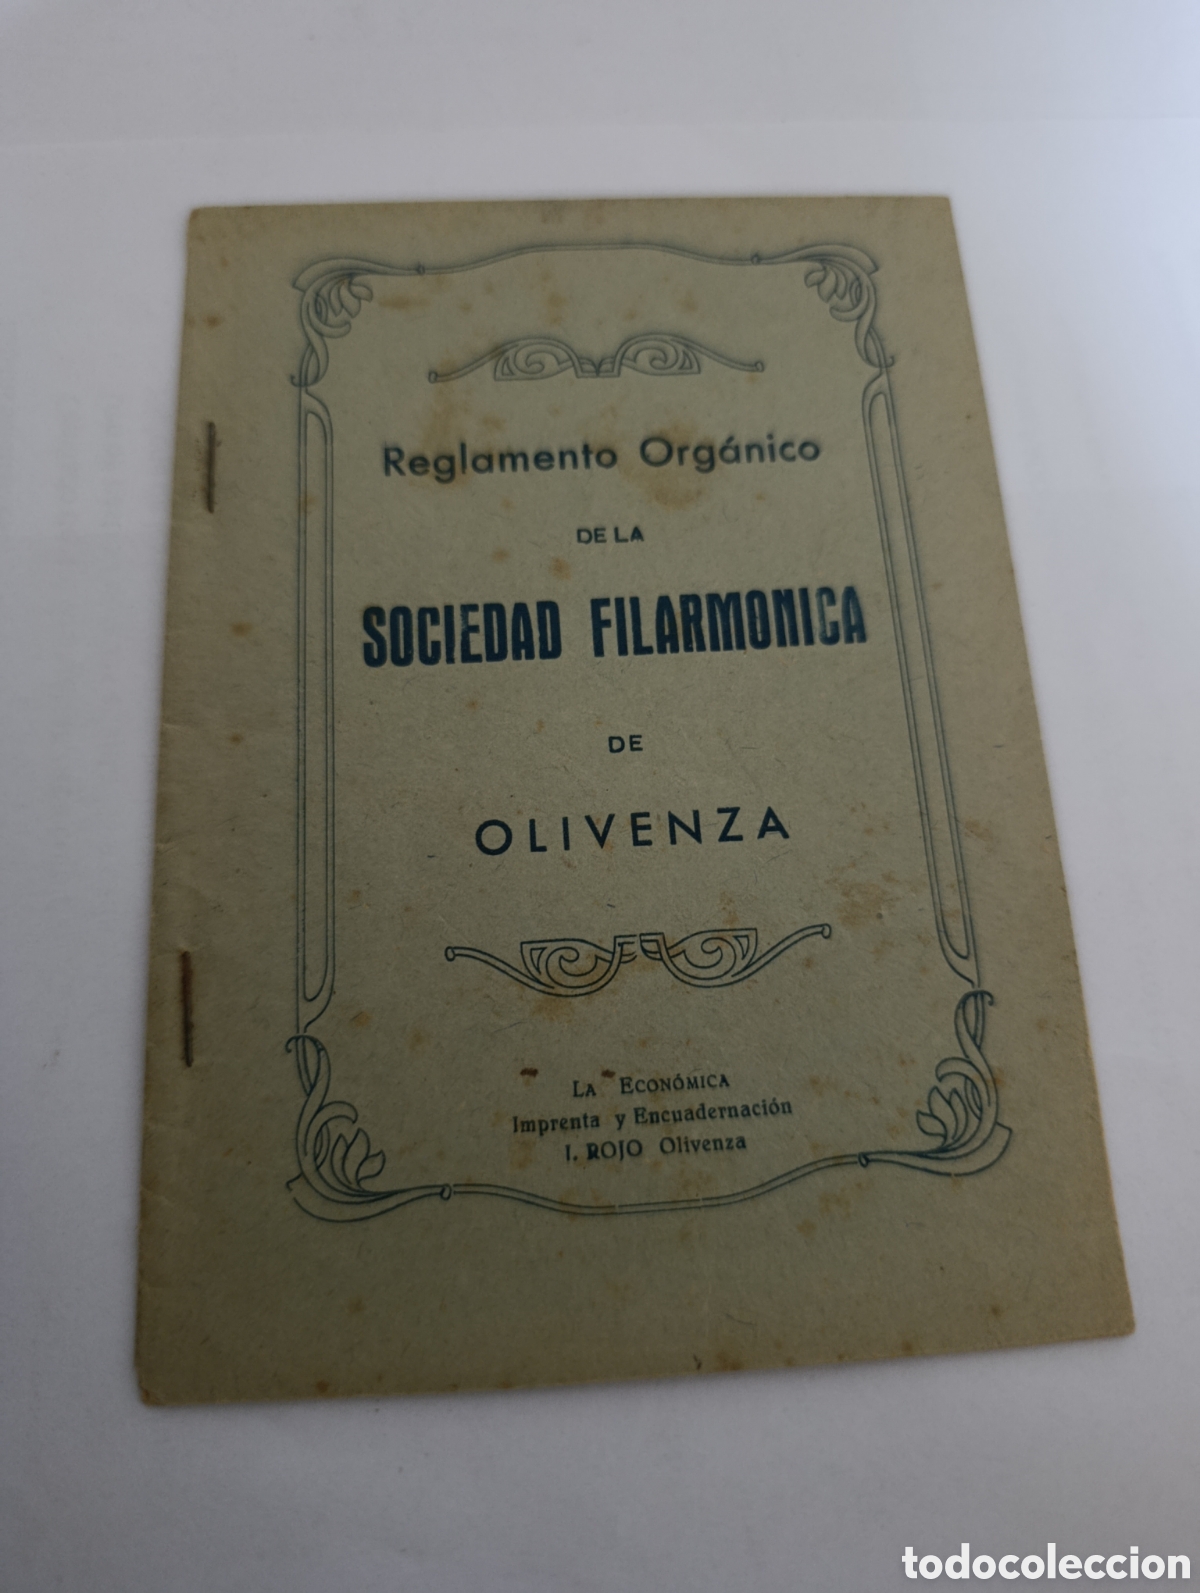 Reglamento Orgánico
DE LA
SOCIEDAD FILARMONICA
DE
OLIVENZA
LA ECONÓMICA
Imprenta y Encuadernación
I. ROJO Olivenza
todocoleccion